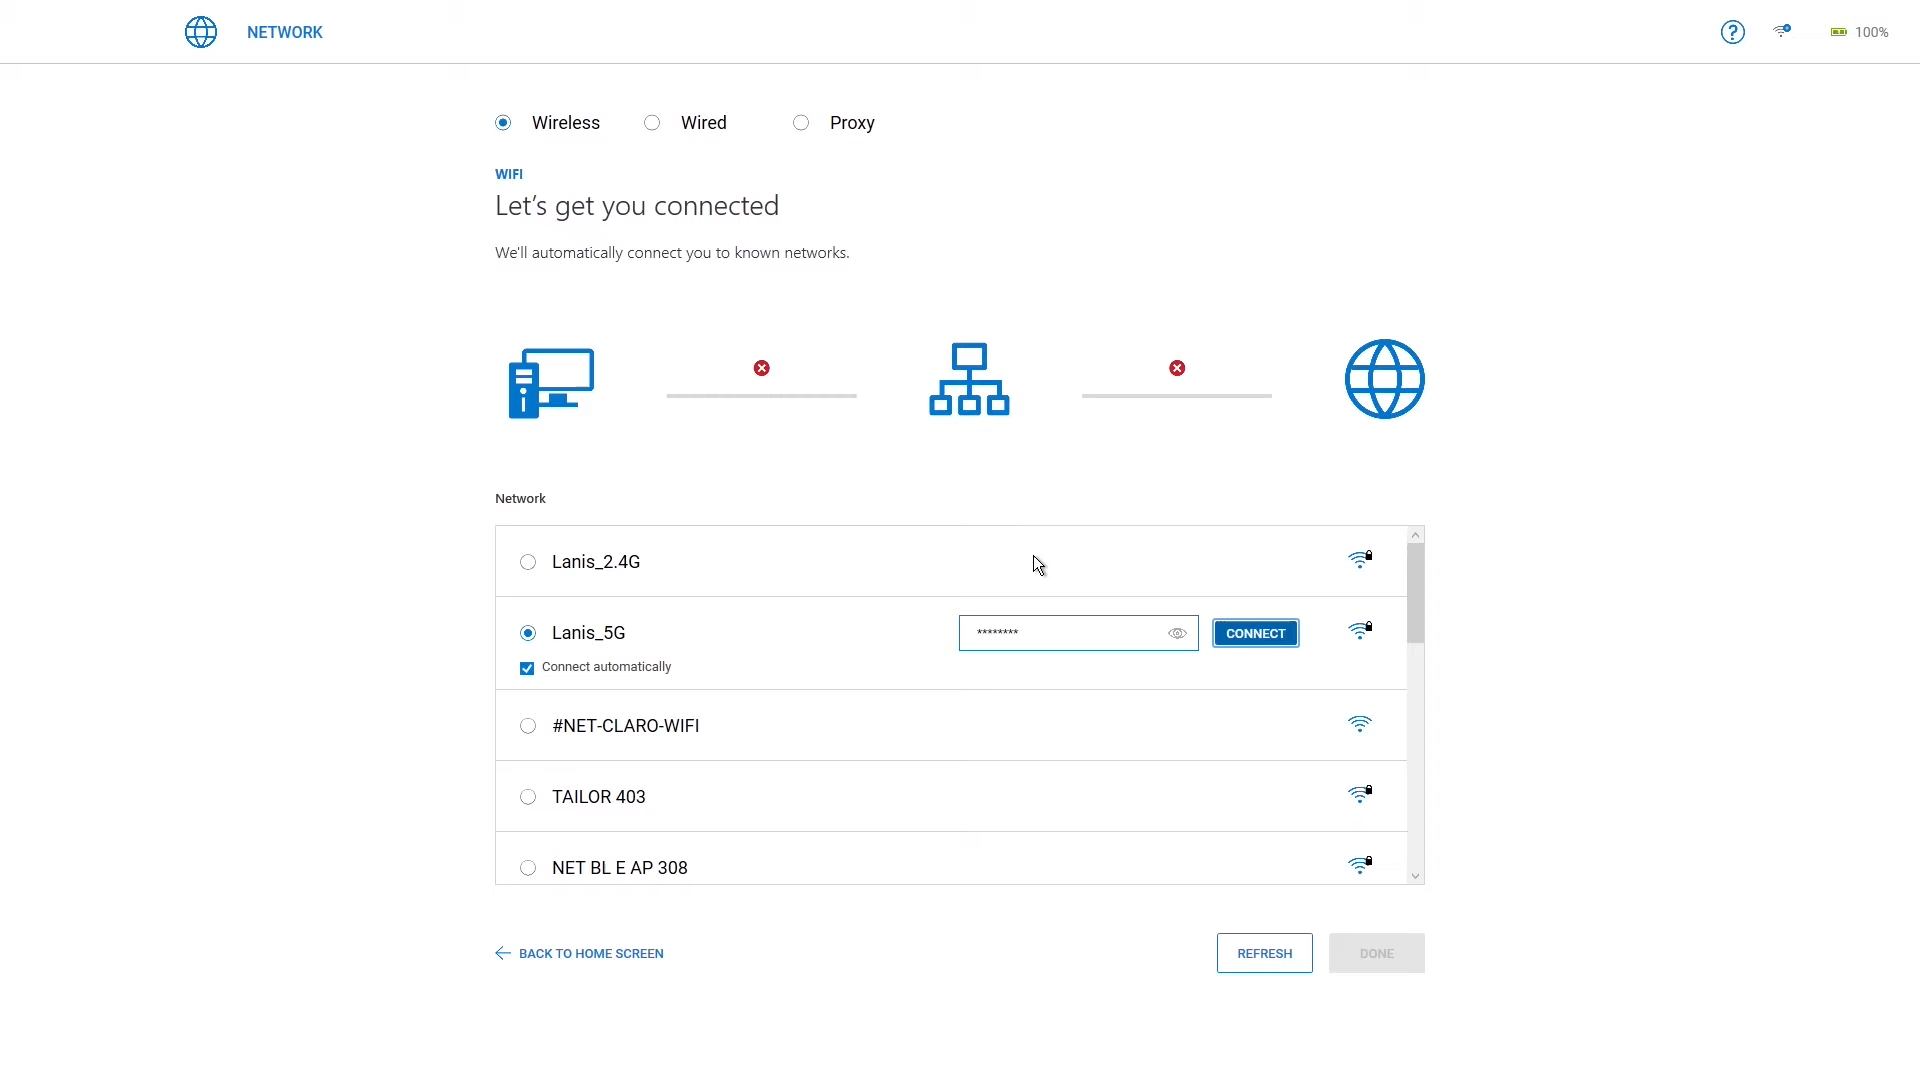 NETWORK
100%
Wireless
Wired
Proxy
WIFI
Let's get you connected
We'll automatically connect you to known networks.
Network
Lanis_2.4G
Lanis_5G
********
CONNECT
Connect automatically
#NET-CLARO-WIFI
TAILOR 403
NET BL E AP 308
BACK TO HOME SCREEN
REFRESH
DONE